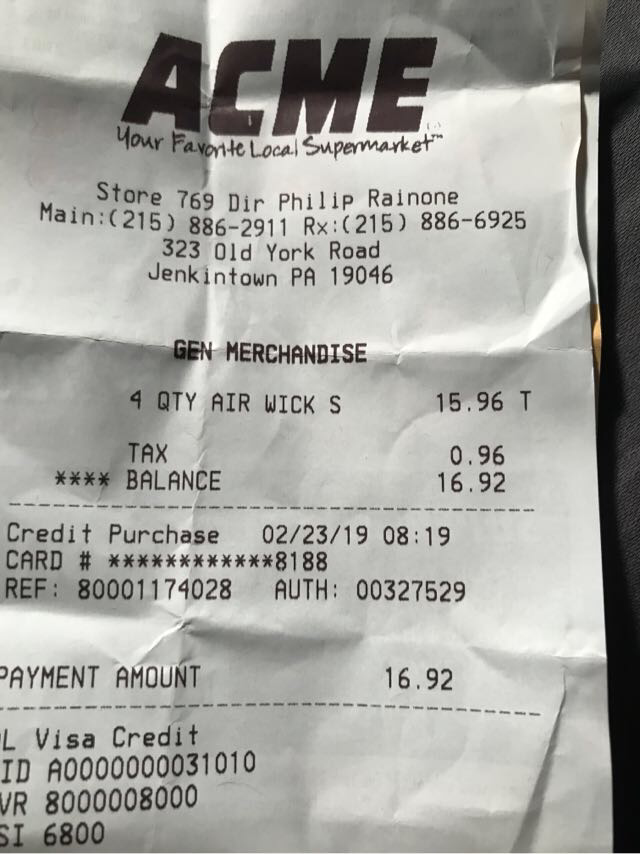 ACME
Your Favorite Local Supermarket™
Store 769 Dir Philip Rainone
Main:(215) 886-2911 Rx:(215) 886-6925
323 Old York Road
Jenkintown PA 19046
GEN MERCHANDISE
4 QTY AIR WICK S 15.96 T
TAX 0.96
**** BALANCE 16.92
Credit Purchase 02/23/19 08:19
CARD # ************8188
REF: 80001174028 AUTH: 00327529
PAYMENT AMOUNT 16.92
L Visa Credit
ID A0000000031010
VR 8000008000
SI 6800